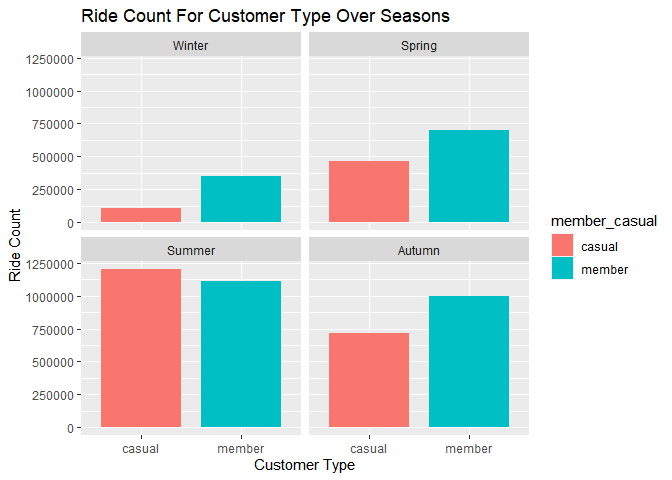 Ride Count For Customer Type Over Seasons
Winter
Spring
1250000
1000000
750000
500000
250000
0
Summer
Autumn
1250000
1000000
750000
500000
250000
0
casual
member
casual
member
Customer Type
Ride Count
member_casual
casual
member